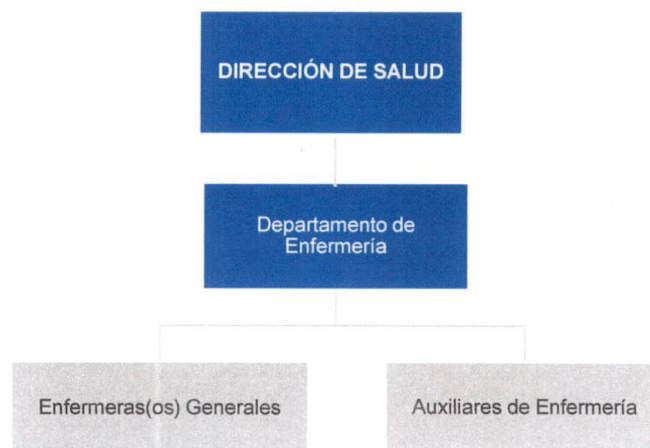 DIRECCIÓN DE SALUD
Departamento de
Enfermería
Enfermeras(os) Generales
Auxiliares de Enfermería